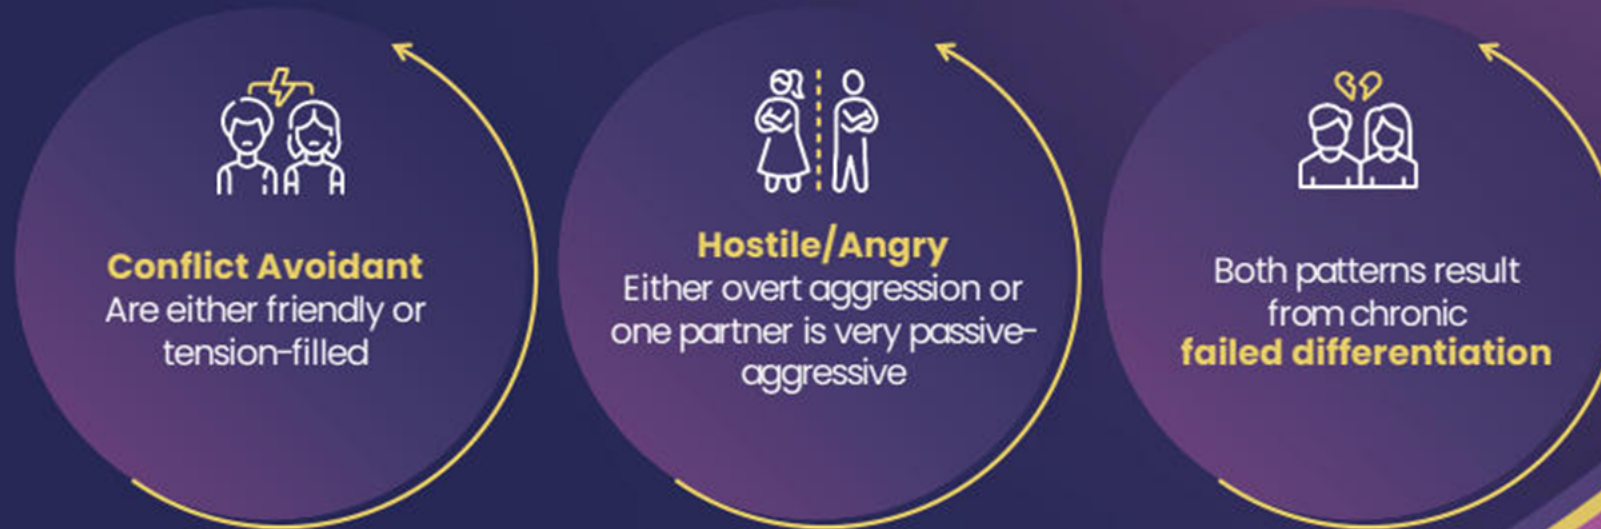 Conflict Avoidant
Are either friendly or
tension-filled
Hostile/Angry
Either overt aggression or
one partner is very passive-
aggressive
Both patterns result
from chronic
failed differentiation